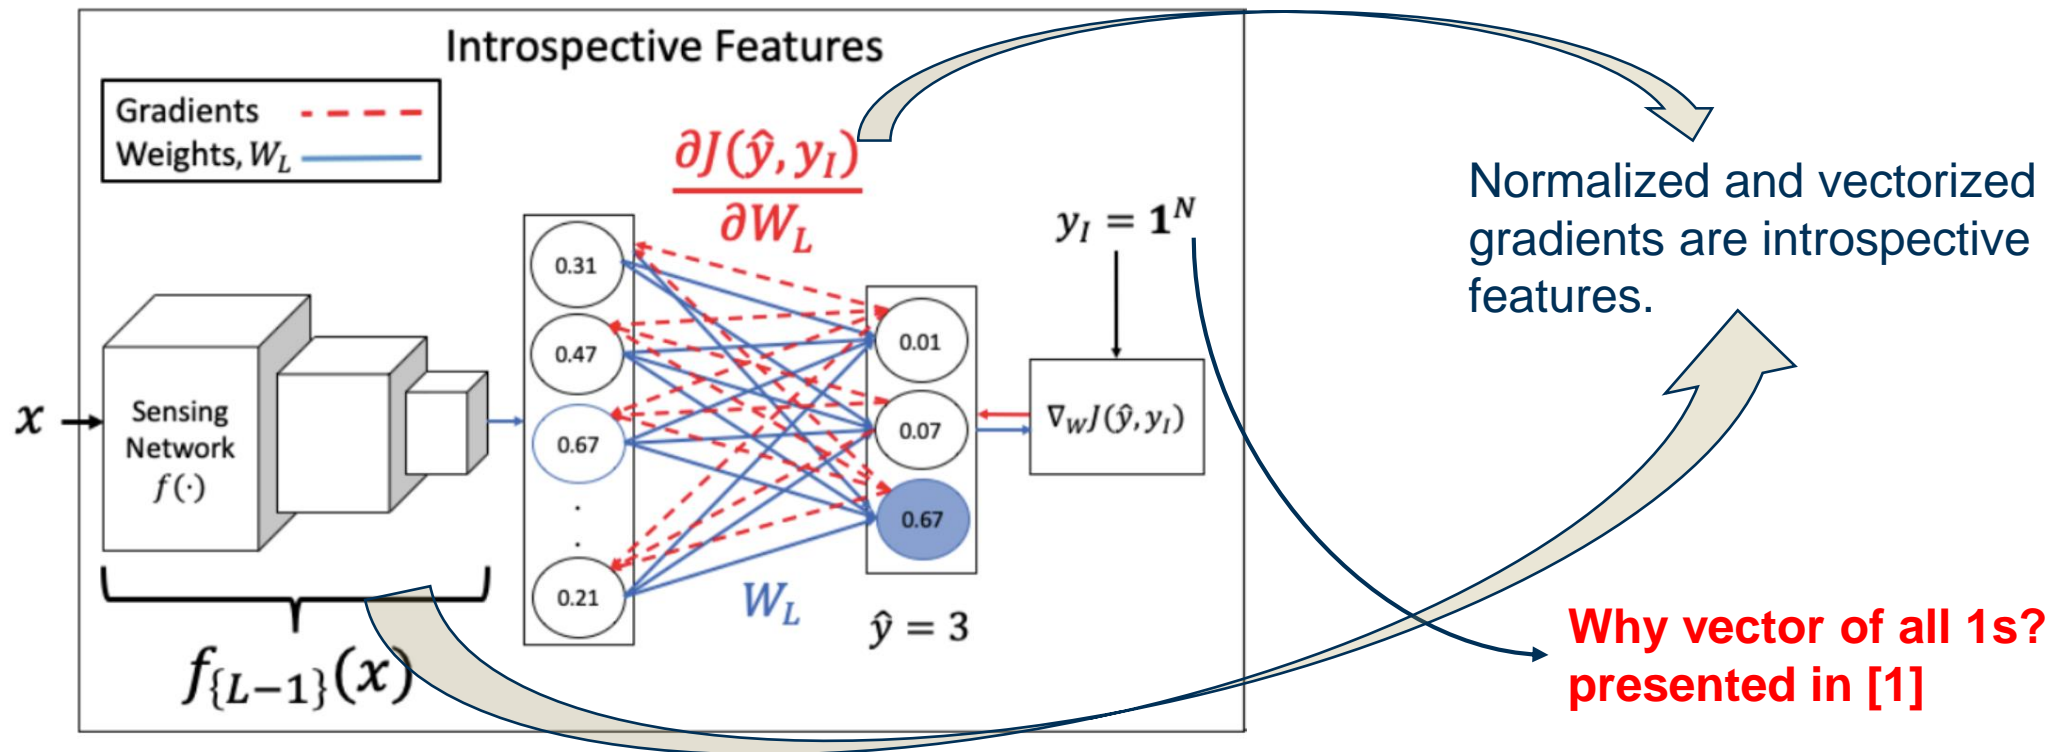 Introspective Features
Gradients
Weights, W_L
∂J(ŷ, y_I)
∂W_L
y_I = 1^N
Normalized and vectorized
gradients are introspective
features.
0.31
0.47
0.67
.
.
0.21
0.01
0.07
0.67
x
Sensing
Network
f(·)
∇_W J(ŷ, y_I)
W_L
ŷ = 3
f_{L−1}(x)
Why vector of all 1s?
presented in [1]